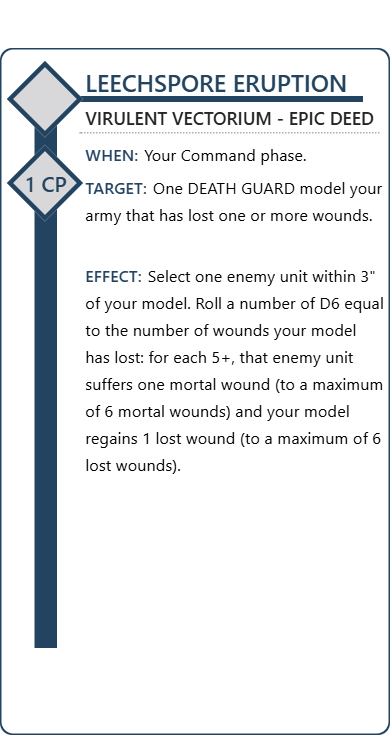 LEECHSPORE ERUPTION
VIRULENT VECTORIUM - EPIC DEED
WHEN: Your Command phase.
1 CP
TARGET: One DEATH GUARD model your
army that has lost one or more wounds.
EFFECT: Select one enemy unit within 3"
of your model. Roll a number of D6 equal
to the number of wounds your model
has lost: for each 5+, that enemy unit
suffers one mortal wound (to a maximum
of 6 mortal wounds) and your model
regains 1 lost wound (to a maximum of 6
lost wounds).